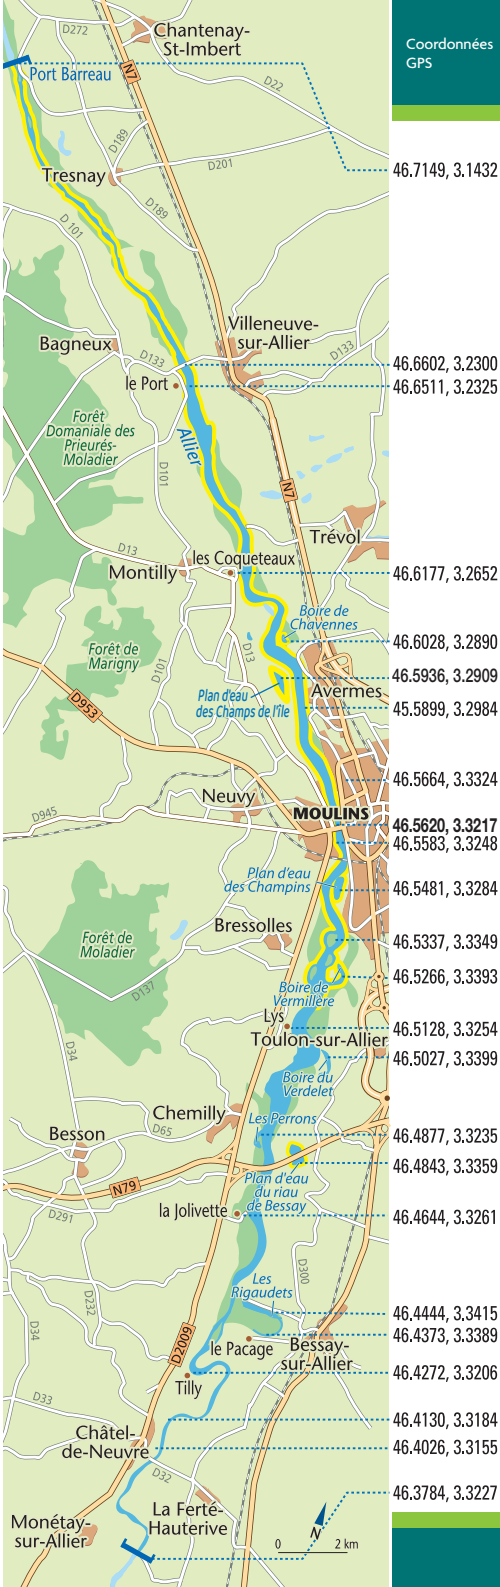 Coordonnées
GPS
D272
Chantenay-
St-Imbert
Port Barreau
N7
D22
D189
D201
46.7149, 3.1432
Tresnay
D189
D 101
Villeneuve-
sur-Allier
Bagneux
D133
D133
46.6602, 3.2300
le Port
46.6511, 3.2325
Forêt
Domaniale des
Prieurés-
Moladier
Allier
D101
N7
Trévol
D13
les Coqueteaux
Montilly
46.6177, 3.2652
Boire de
Chavennes
46.6028, 3.2890
Forêt de
Marigny
D13
D101
46.5936, 3.2909
Plan d'eau
des Champs de l'île
Avermes
D953
45.5899, 3.2984
46.5664, 3.3324
Neuvy
D945
MOULINS
46.5620, 3.3217
46.5583, 3.3248
Plan d'eau
des Champins
46.5481, 3.3284
Bressolles
Forêt de
Moladier
46.5337, 3.3349
46.5266, 3.3393
D137
Boire de
Vermillère
Lys
46.5128, 3.3254
Toulon-sur-Allier
D34
46.5027, 3.3399
Boire du
Verdelet
Chemilly
Les Perrons
D65
Besson
46.4877, 3.3235
46.4843, 3.3359
N79
Plan d'eau
du riau
de Bessay
la Jolivette
D291
46.4644, 3.3261
D300
Les
Rigaudets
D232
46.4444, 3.3415
D34
D2009
46.4373, 3.3389
le Pacage
Bessay-
sur-Allier
46.4272, 3.3206
Tilly
D33
46.4130, 3.3184
Châtel-
de-Neuvre
46.4026, 3.3155
D32
46.3784, 3.3227
La Ferté-
Hauterive
Monétay-
sur-Allier
N
0 2 km